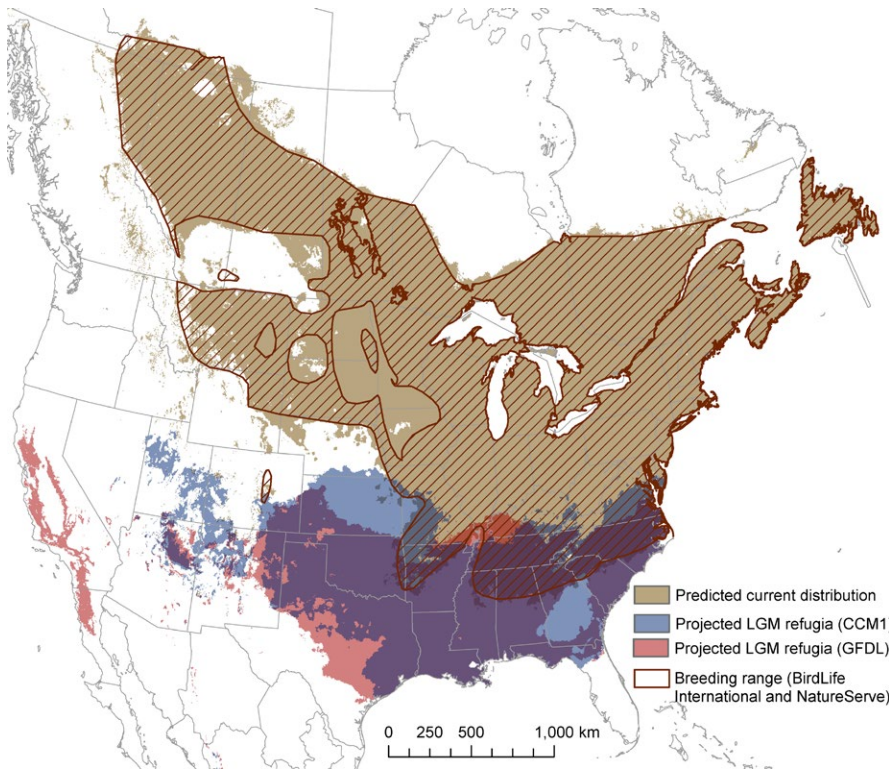 Predicted current distribution
Projected LGM refugia (CCM1)
Projected LGM refugia (GFDL)
Breeding range (BirdLife
International and NatureServe)
0 250 500 1,000 km